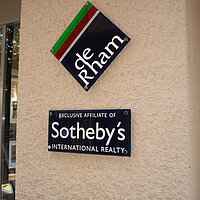 de
Rham
EXCLUSIVE AFFILIATE OF
Sotheby's
INTERNATIONAL REALTY